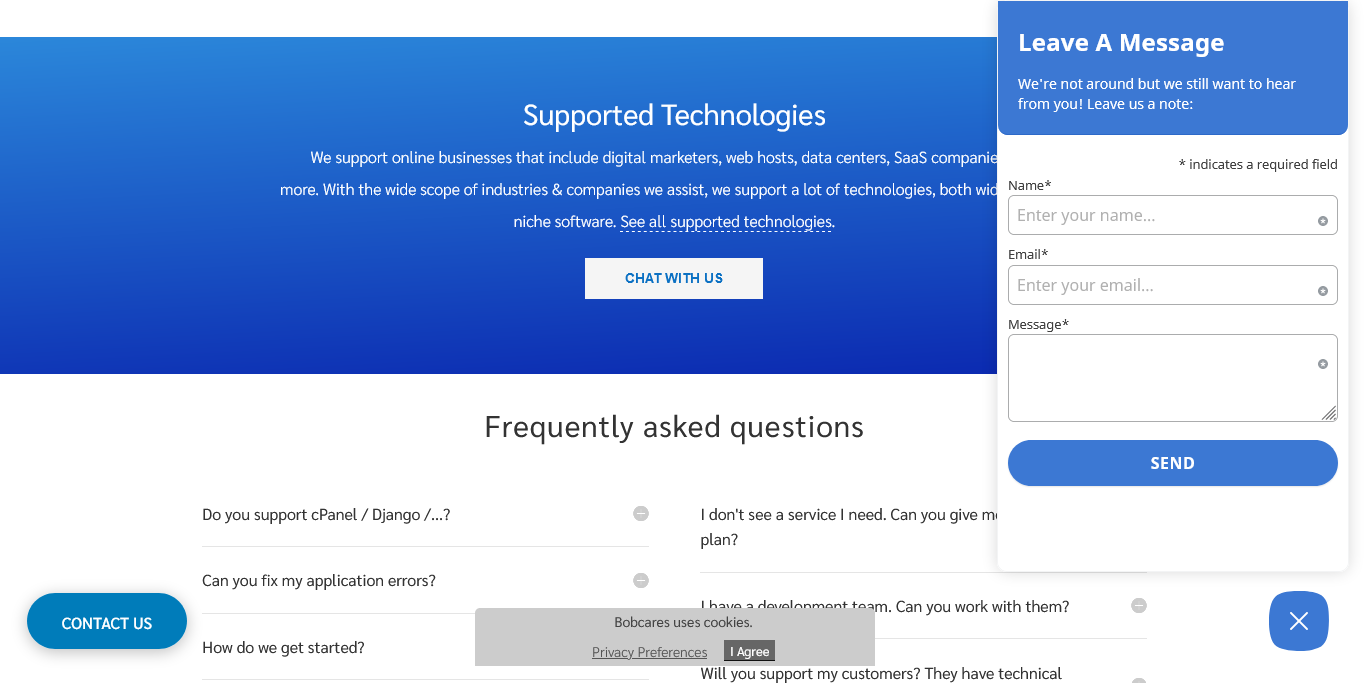 Supported Technologies
We support online businesses that include digital marketers, web hosts, data centers, SaaS
more. With the wide scope of industries & companies we assist, we support a lot of technologies, both
niche software. See all supported technologies.
CHAT WITH US
Frequently asked questions
Do you support cPanel / Django /...?
Can you fix my application errors?
How do we get started?
I don't see a service I need. Can you give
plan?
I have a development team. Can you work with them?
Will you support my customers? They have technical
CONTACT US
Bobcares uses cookies.
Privacy Preferences
I Agree
Leave A Message
We're not around but we still want to hear
from you! Leave us a note:
* indicates a required field
Name*
Enter your name...
Email*
Enter your email...
Message*
SEND